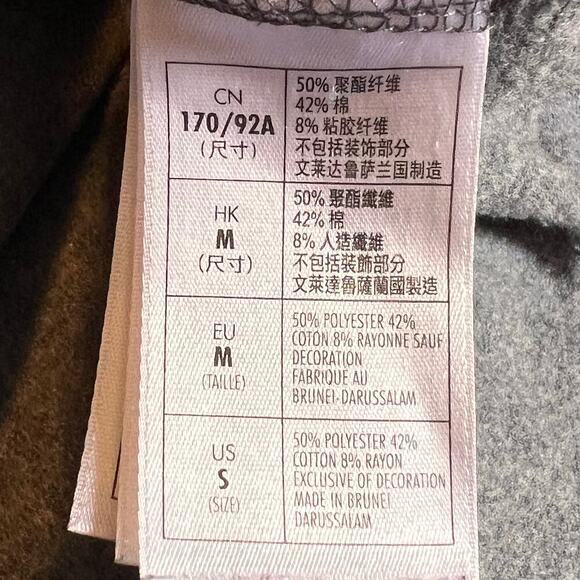 CN
170/92A
(尺寸)
50% 聚酯纤维
42% 棉
8% 粘胶纤维
不包括装饰部分
文莱达鲁萨兰国制造
HK
M
(尺寸)
50% 聚酯纖維
42% 棉
8% 人造纖維
不包括裝飾部分
文萊達魯薩蘭國製造
EU
M
(TAILLE)
50% POLYESTER 42%
COTON 8% RAYONNE SAUF
DECORATION
FABRIQUE AU
BRUNEI-DARUSSALAM
US
S
(SIZE)
50% POLYESTER 42%
COTTON 8% RAYON
EXCLUSIVE OF DECORATION
MADE IN BRUNEI
DARUSSALAM